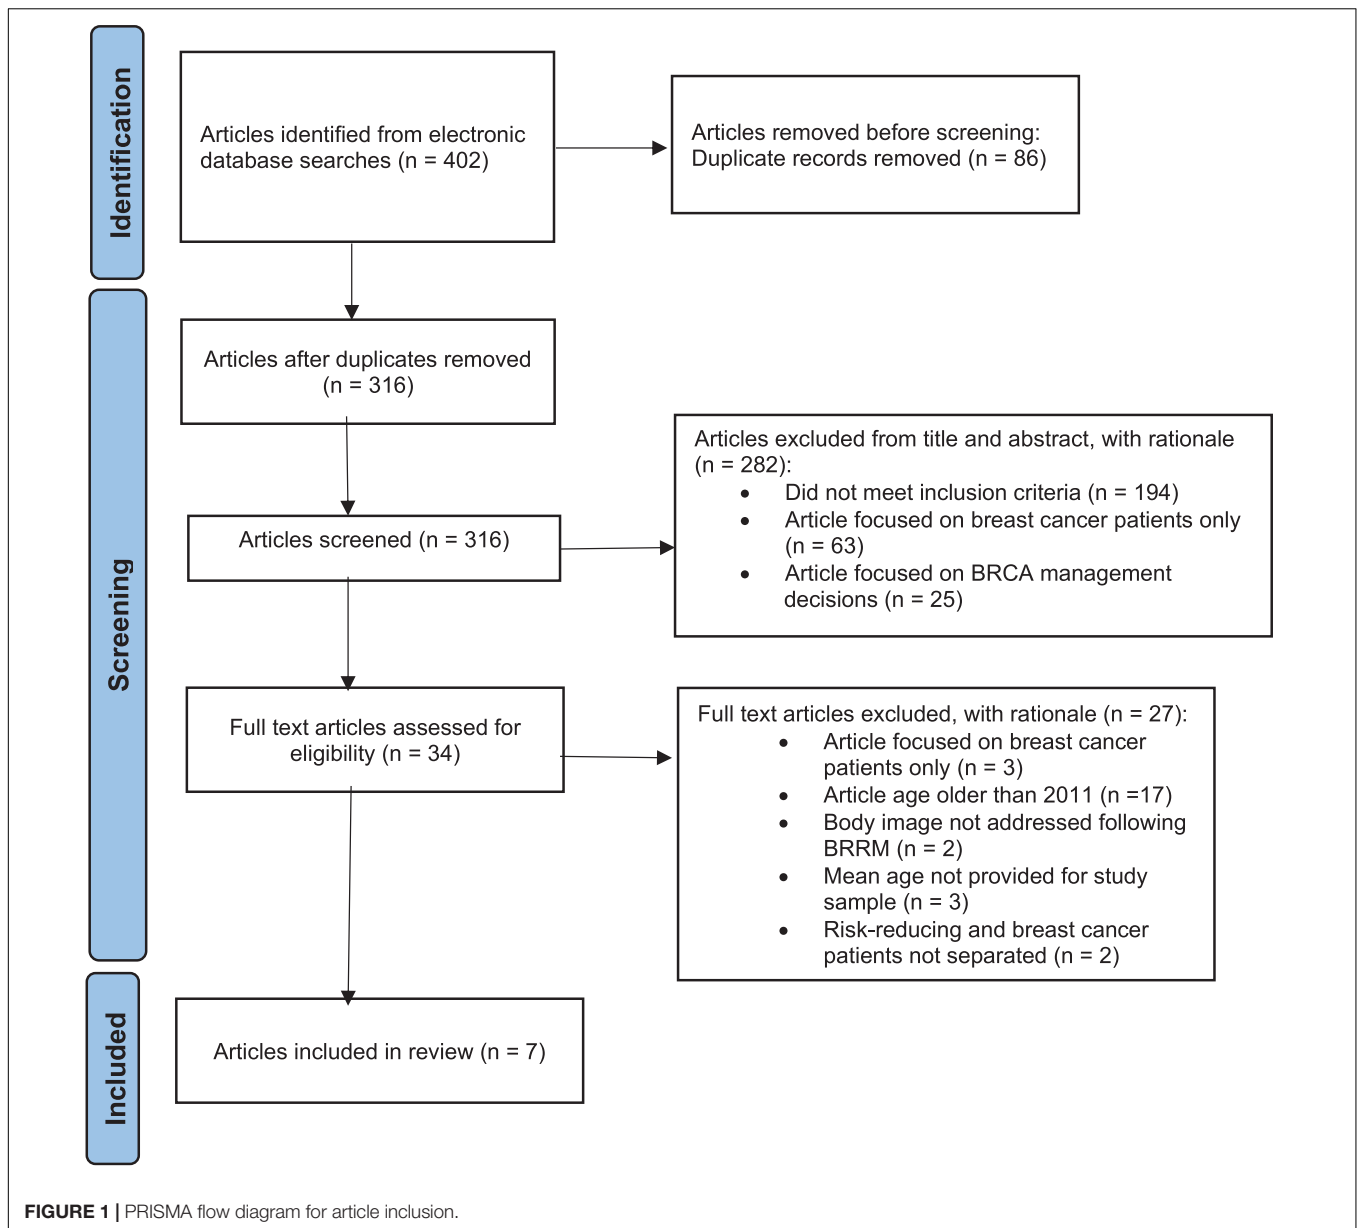 Identification
Articles identified from electronic
database searches (n = 402)
Articles removed before screening:
Duplicate records removed (n = 86)
Screening
Articles after duplicates removed
(n = 316)
Articles screened (n = 316)
Articles excluded from title and abstract, with rationale
(n = 282):
• Did not meet inclusion criteria (n = 194)
• Article focused on breast cancer patients only
(n = 63)
• Article focused on BRCA management
decisions (n = 25)
Full text articles assessed for
eligibility (n = 34)
Full text articles excluded, with rationale (n = 27):
• Article focused on breast cancer
patients only (n = 3)
• Article age older than 2011 (n =17)
• Body image not addressed following
BRRM (n = 2)
• Mean age not provided for study
sample (n = 3)
• Risk-reducing and breast cancer
patients not separated (n = 2)
Included
Articles included in review (n = 7)
FIGURE 1 | PRISMA flow diagram for article inclusion.